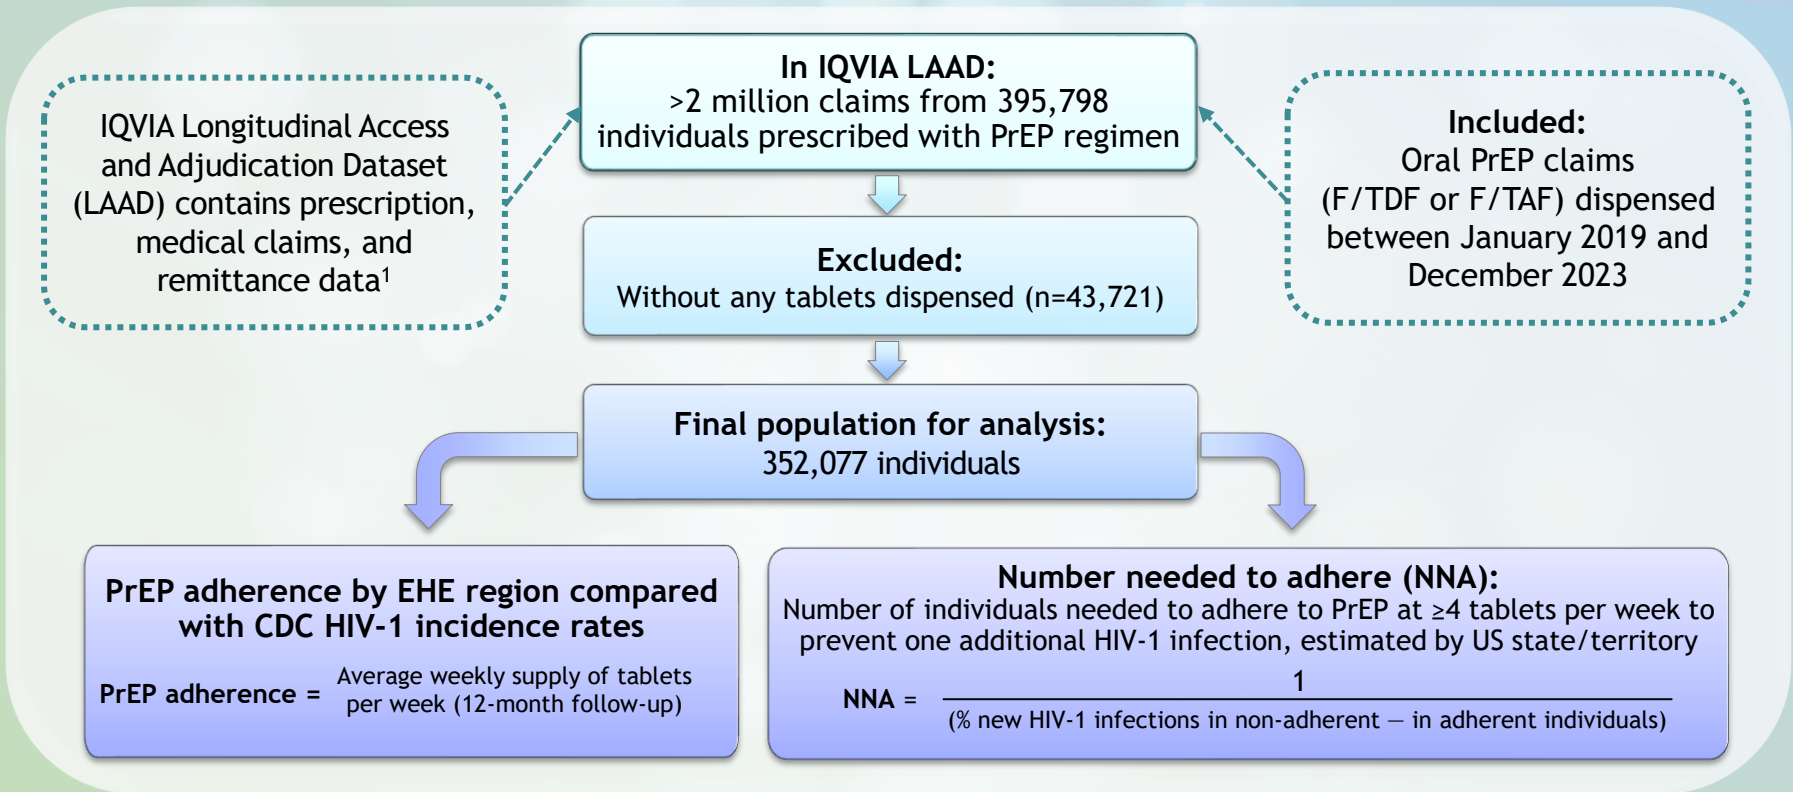 In IQVIA LAAD:
>2 million claims from 395,798
individuals prescribed with PrEP regimen
IQVIA Longitudinal Access
and Adjudication Dataset
(LAAD) contains prescription,
medical claims, and
remittance data¹
Included:
Oral PrEP claims
(F/TDF or F/TAF) dispensed
between January 2019 and
December 2023
Excluded:
Without any tablets dispensed (n=43,721)
Final population for analysis:
352,077 individuals
PrEP adherence by EHE region compared
with CDC HIV-1 incidence rates
PrEP adherence = Average weekly supply of tablets
per week (12-month follow-up)
Number needed to adhere (NNA):
Number of individuals needed to adhere to PrEP at ≥4 tablets per week to
prevent one additional HIV-1 infection, estimated by US state/territory
1
NNA =
(% new HIV-1 infections in non-adherent — in adherent individuals)